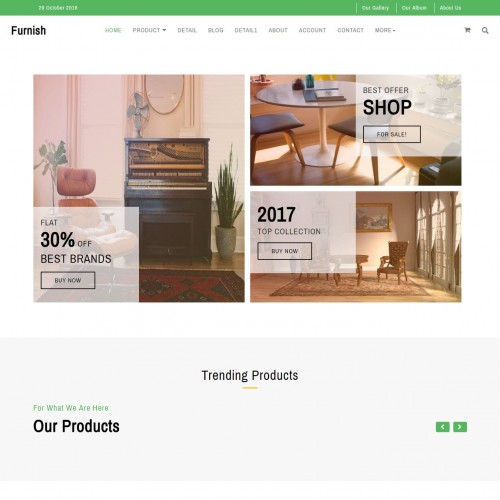 28 October 2018
Our Gallery
Our Album
About Us
Furnish
HOME
PRODUCT
DETAIL
BLOG
DETAIL1
ABOUT
ACCOUNT
CONTACT
MORE
BEST OFFER
SHOP
FOR SALE!
FLAT
30% OFF
BEST BRANDS
BUY NOW
2017
TOP COLLECTION
BUY NOW
Trending Products
For What We Are Here
Our Products